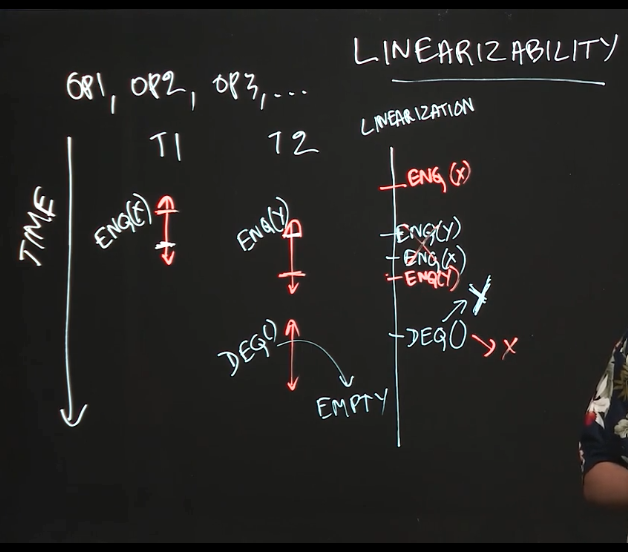 LINEARIZABILITY
OP1, OP2, OP3,...
LINEARIZATION
T1
T2
TIME
ENQ(X)
ENQ(X)
ENQ(Y)
ENQ(Y)
ENQ(X)
ENQ(Y)
Y
DEQ()
DEQ()
X
EMPTY